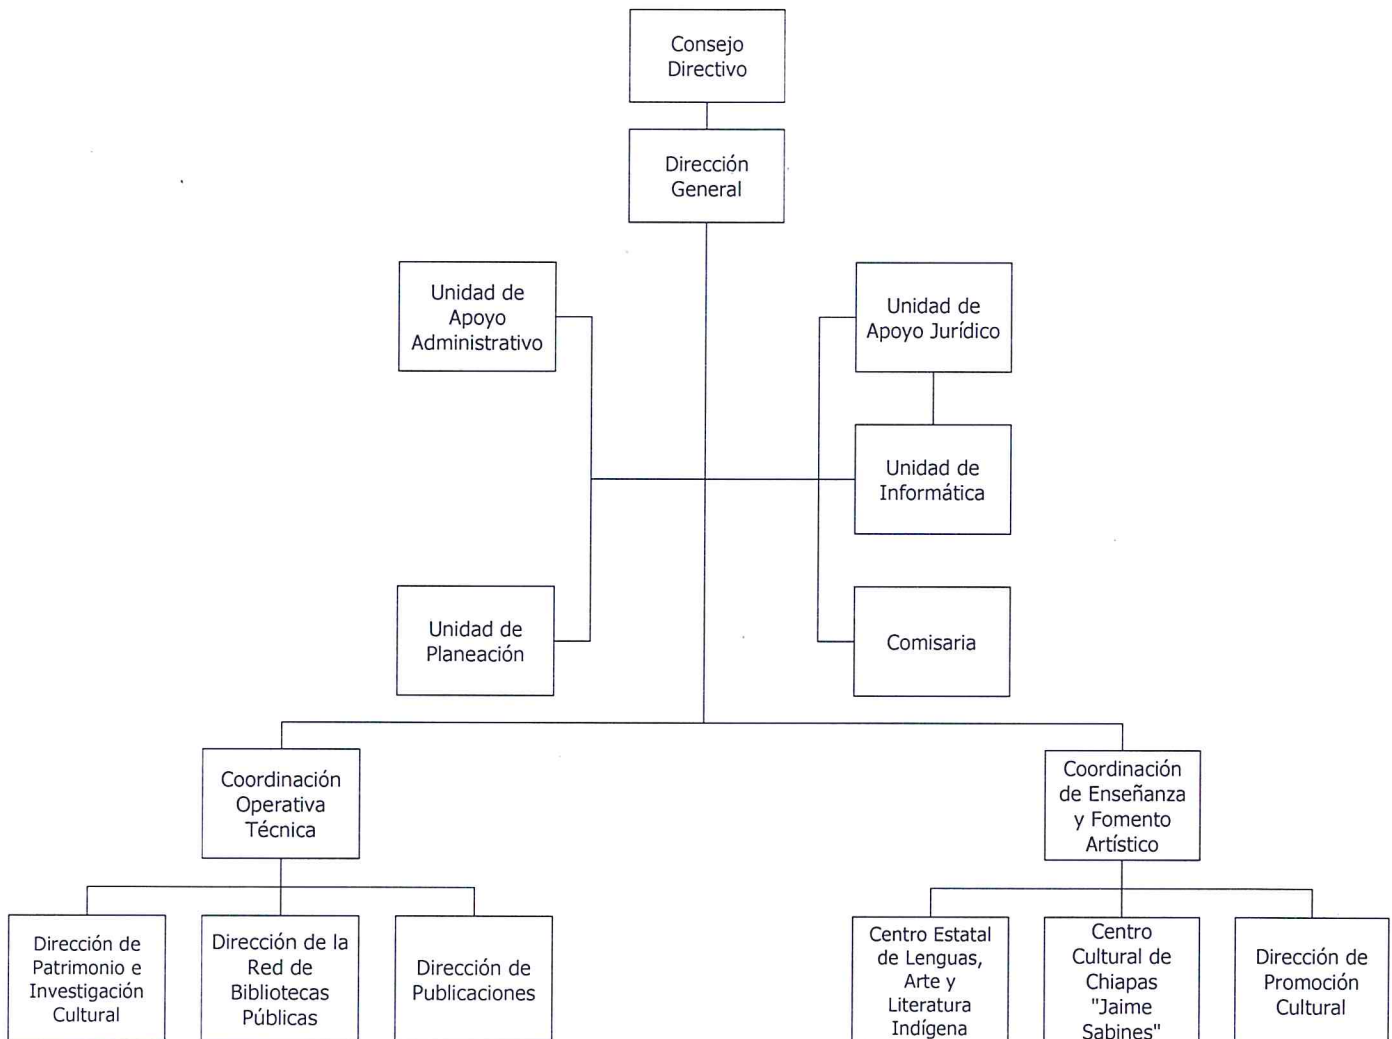 Consejo
Directivo
Dirección
General
Unidad de
Apoyo
Administrativo
Unidad de
Apoyo Jurídico
Unidad de
Informática
Unidad de
Planeación
Comisaria
Coordinación
Operativa
Técnica
Coordinación
de Enseñanza
y Fomento
Artístico
Dirección de
Patrimonio e
Investigación
Cultural
Dirección de la
Red de
Bibliotecas
Públicas
Dirección de
Publicaciones
Centro Estatal
de Lenguas,
Arte y
Literatura
Indígena
Centro
Cultural de
Chiapas
"Jaime
Sabines"
Dirección de
Promoción
Cultural